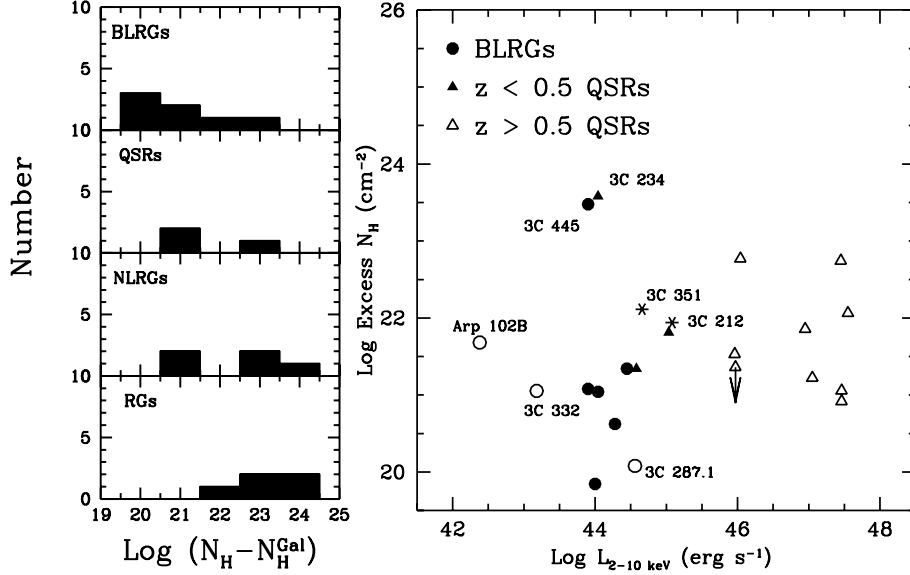 10
BLRGs
5
10
QSRs
5
10
NLRGs
5
10
RGs
5
0
19 20 21 22 23 24 25
Number
Log (N_H−N_H^Gal)
26
24
22
20
Log Excess N_H (cm⁻²)
BLRGs
z < 0.5 QSRs
z > 0.5 QSRs
3C 234
3C 445
3C 351
3C 212
Arp 102B
3C 332
3C 287.1
42 44 46 48
Log L_2−10 keV (erg s⁻¹)